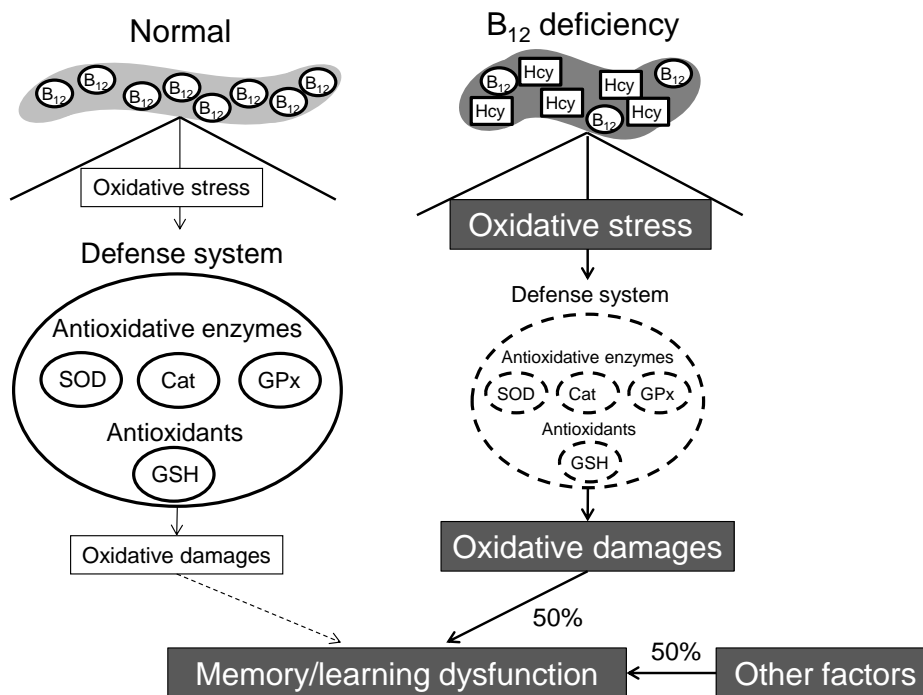 Normal
B₁₂ B₁₂ B₁₂ B₁₂ B₁₂ B₁₂ B₁₂ B₁₂
Oxidative stress
Defense system
Antioxidative enzymes
SOD Cat GPx
Antioxidants
GSH
Oxidative damages
B₁₂ deficiency
B₁₂ Hcy Hcy B₁₂
Hcy Hcy B₁₂ Hcy
Oxidative stress
Defense system
Antioxidative enzymes
SOD Cat GPx
Antioxidants
GSH
Oxidative damages
50%
Memory/learning dysfunction
50%
Other factors